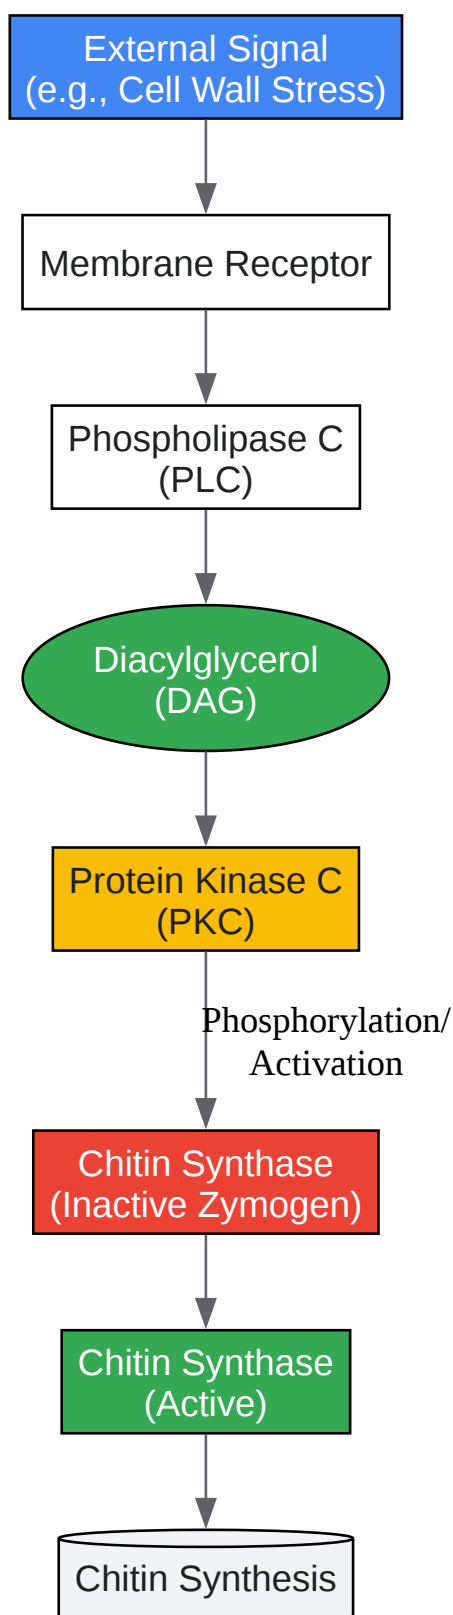 External Signal
(e.g., Cell Wall Stress)
Membrane Receptor
Phospholipase C
(PLC)
Diacylglycerol
(DAG)
Protein Kinase C
(PKC)
Phosphorylation/
Activation
Chitin Synthase
(Inactive Zymogen)
Chitin Synthase
(Active)
Chitin Synthesis